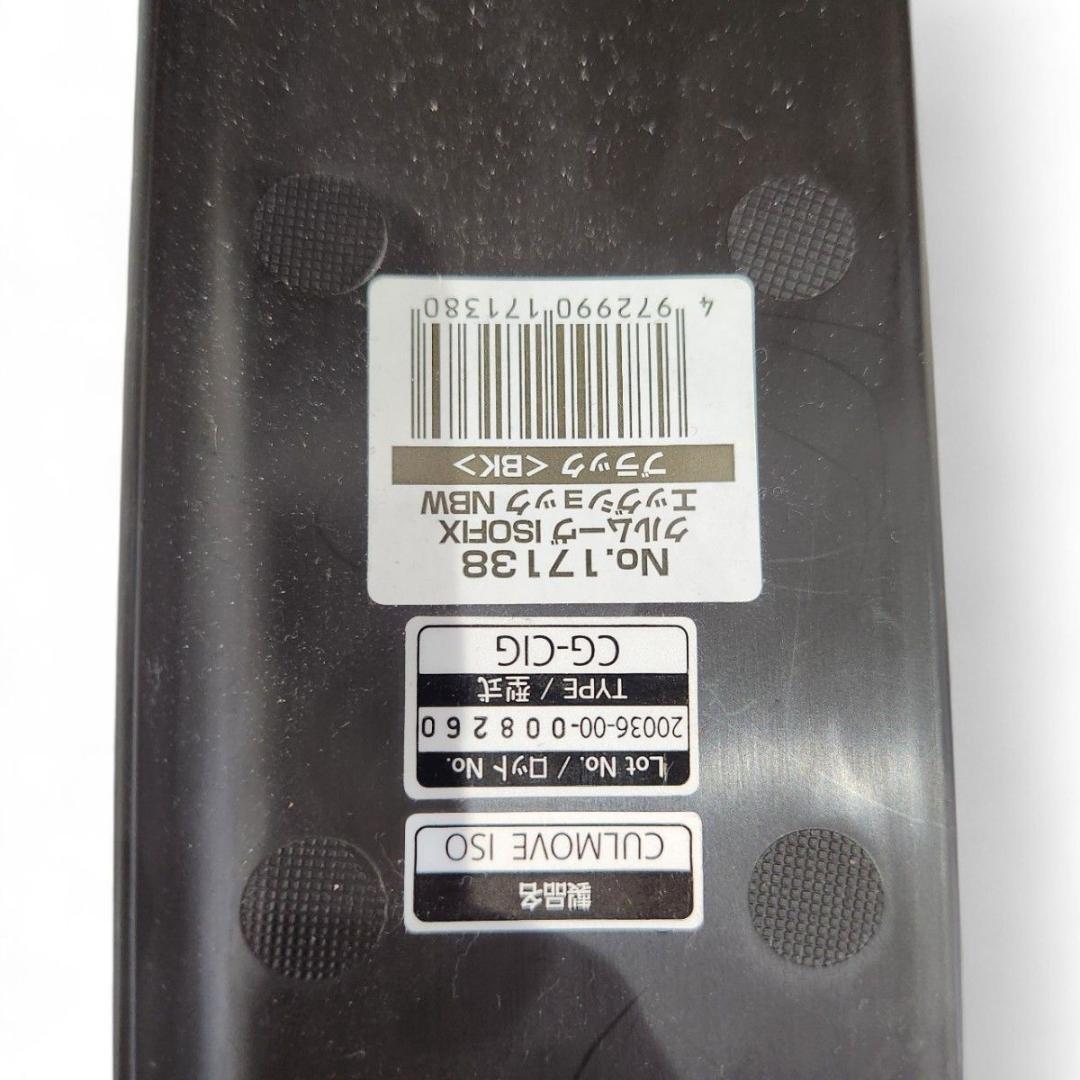 製品名
CULMOVE ISO
Lot No. / ロット No.
20036-00-008260
TYPE / 型式
CG-CIG
No.17138
クルムーヴ ISOFIX
エッグショック NBW
ブラック <BK>
4 972990 171380